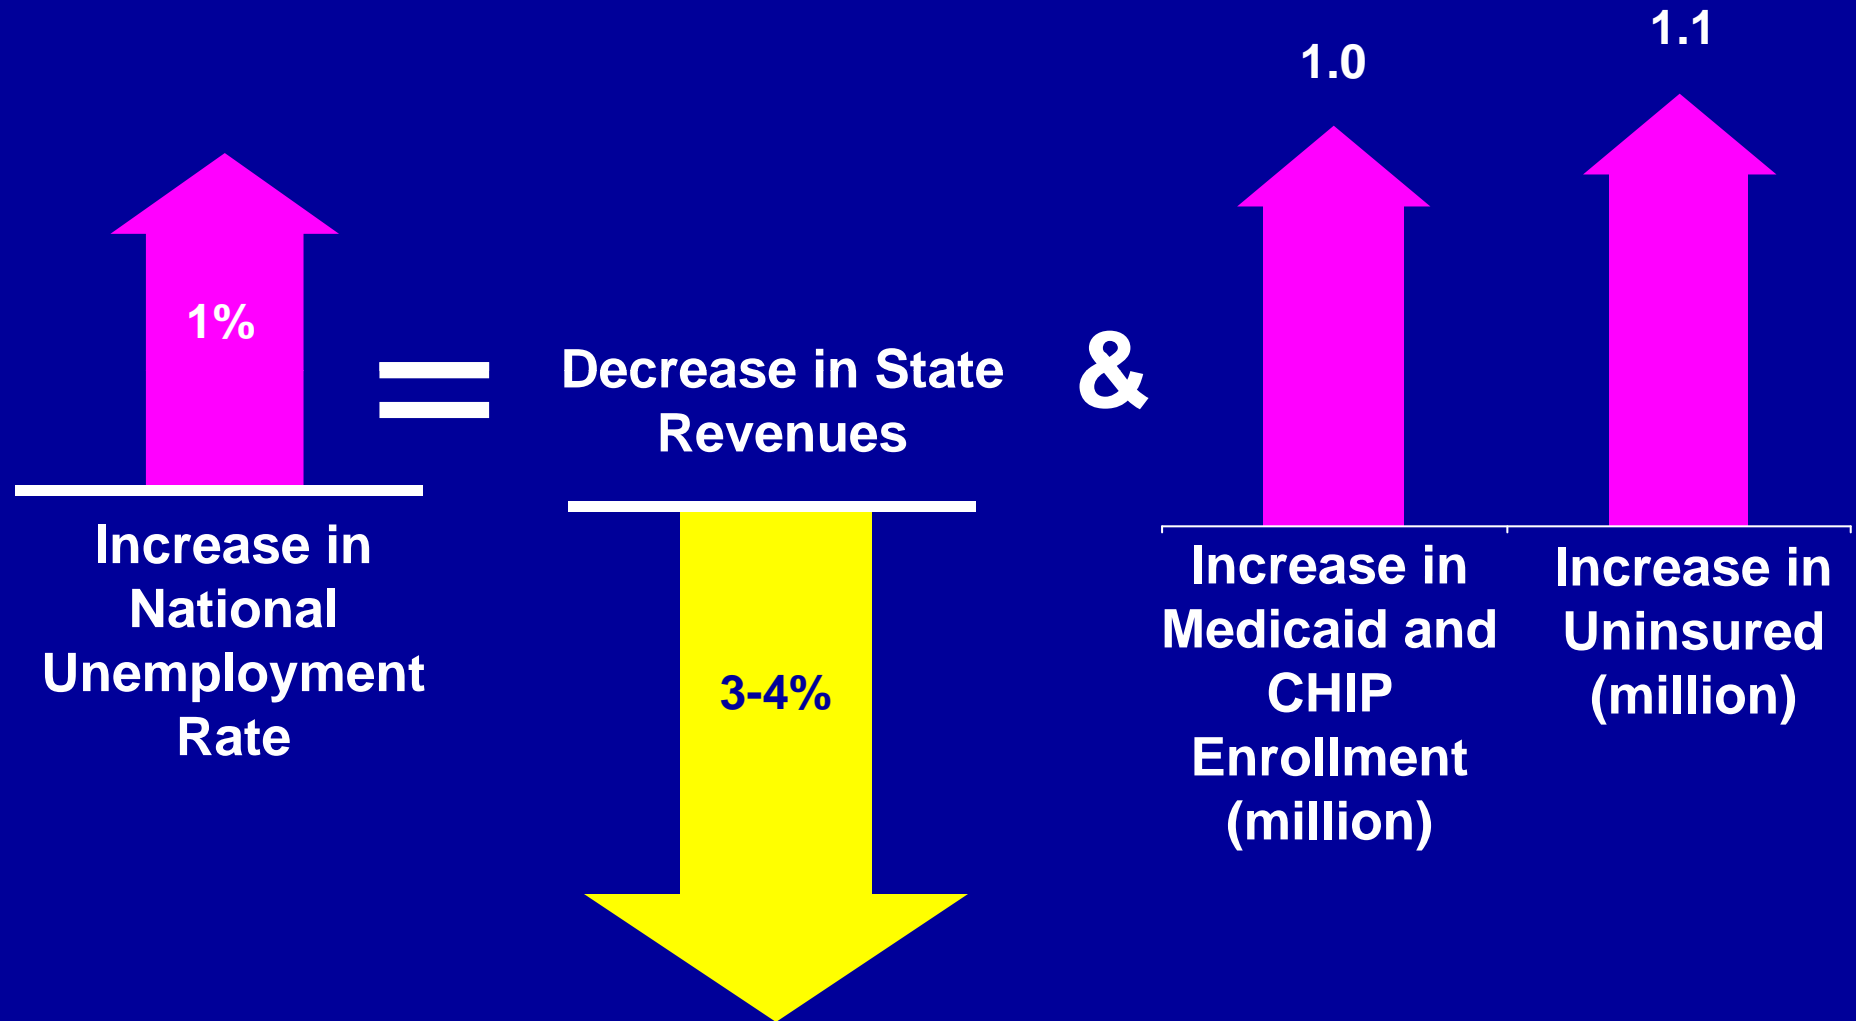 1%
Increase in
National
Unemployment
Rate
=
Decrease in State
Revenues
3-4%
&
1.0
Increase in
Medicaid and
CHIP
Enrollment
(million)
1.1
Increase in
Uninsured
(million)